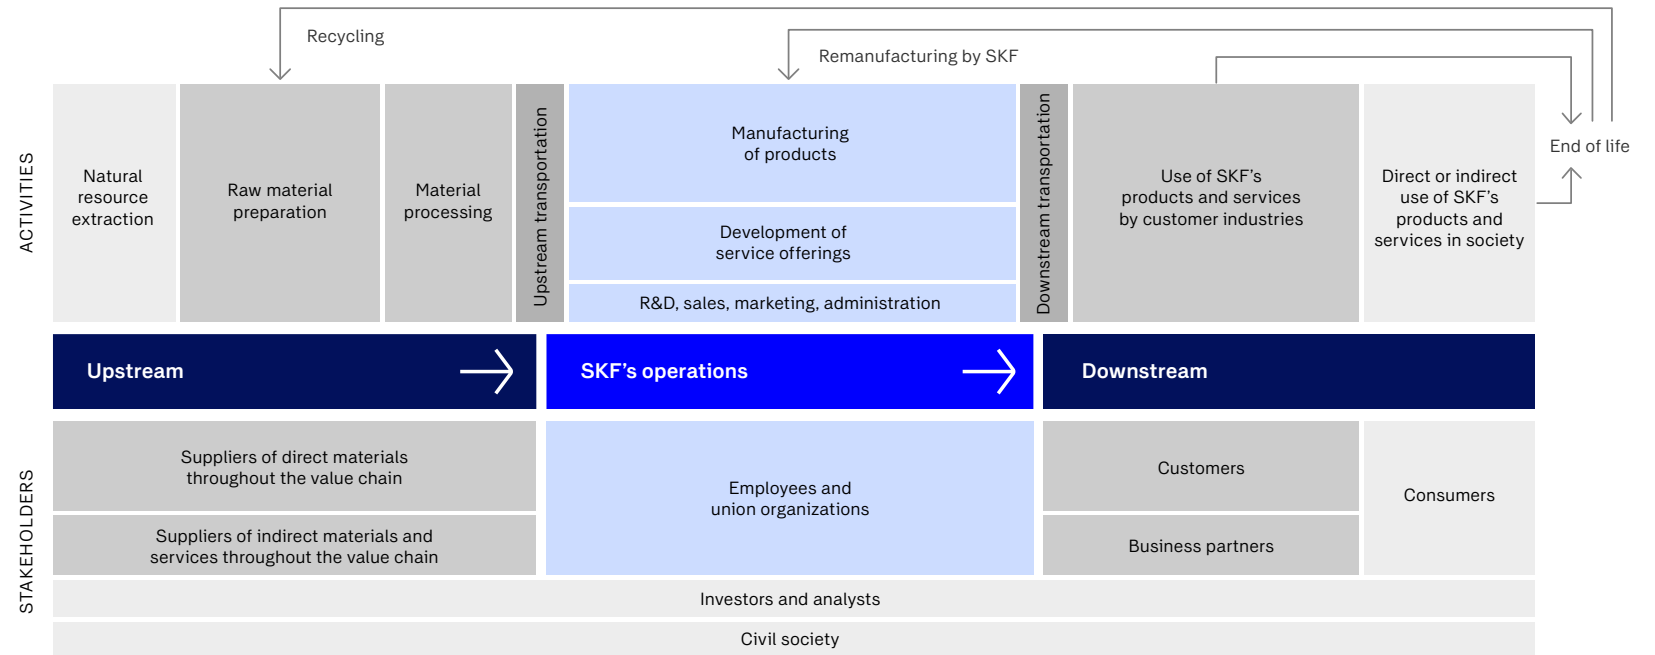 Recycling
Remanufacturing by SKF
ACTIVITIES
Natural
resource
extraction
Raw material
preparation
Material
processing
Upstream transportation
Manufacturing
of products
Development of
service offerings
R&D, sales, marketing, administration
Downstream transportation
Use of SKF’s
products and services
by customer industries
Direct or indirect
use of SKF’s
products and
services in society
End of life
Upstream
SKF’s operations
Downstream
STAKEHOLDERS
Suppliers of direct materials
throughout the value chain
Suppliers of indirect materials and
services throughout the value chain
Employees and
union organizations
Customers
Business partners
Consumers
Investors and analysts
Civil society